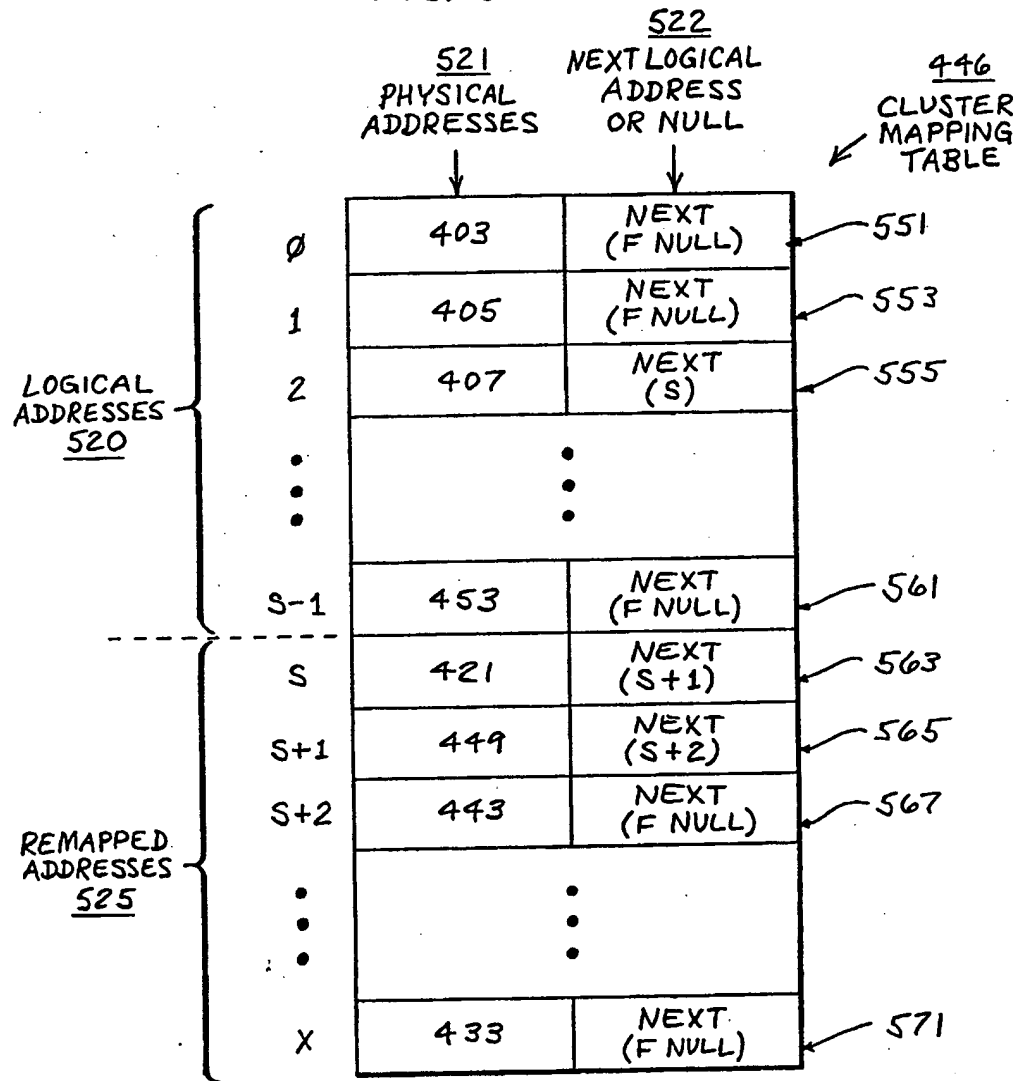 522
521
NEXT LOGICAL
ADDRESS
OR NULL
PHYSICAL
ADDRESSES
446
CLUSTER
MAPPING
TABLE
Ø 403 NEXT (F NULL) 551
1 405 NEXT (F NULL) 553
2 407 NEXT (S) 555
LOGICAL
ADDRESSES
520
S-1 453 NEXT (F NULL) 561
S 421 NEXT (S+1) 563
S+1 449 NEXT (S+2) 565
S+2 443 NEXT (F NULL) 567
REMAPPED
ADDRESSES
525
X 433 NEXT (F NULL) 571